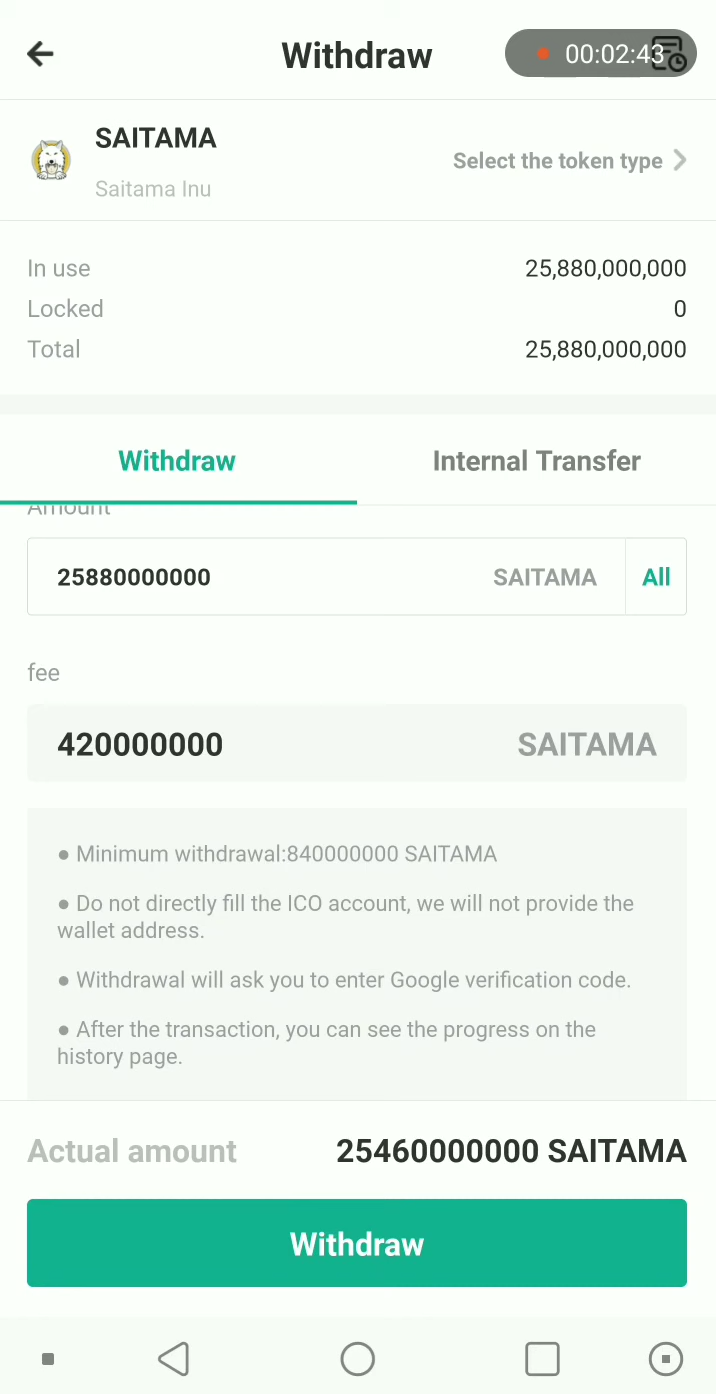 Withdraw
00:02:43
SAITAMA
Saitama Inu
Select the token type
In use 25,880,000,000
Locked 0
Total 25,880,000,000
Withdraw Internal Transfer
Amount
25880000000 SAITAMA All
fee
420000000 SAITAMA
● Minimum withdrawal:840000000 SAITAMA
● Do not directly fill the ICO account, we will not provide the
wallet address.
● Withdrawal will ask you to enter Google verification code.
● After the transaction, you can see the progress on the
history page.
Actual amount 25460000000 SAITAMA
Withdraw